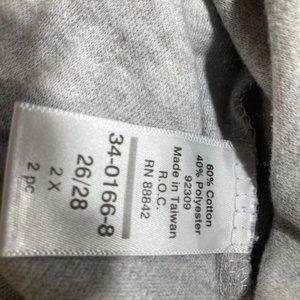 60% Cotton
40% Polyester
92309
Made in Taiwan
R.O.C.
RN 88842
34-0166-8
26/28
2 X
2 pc